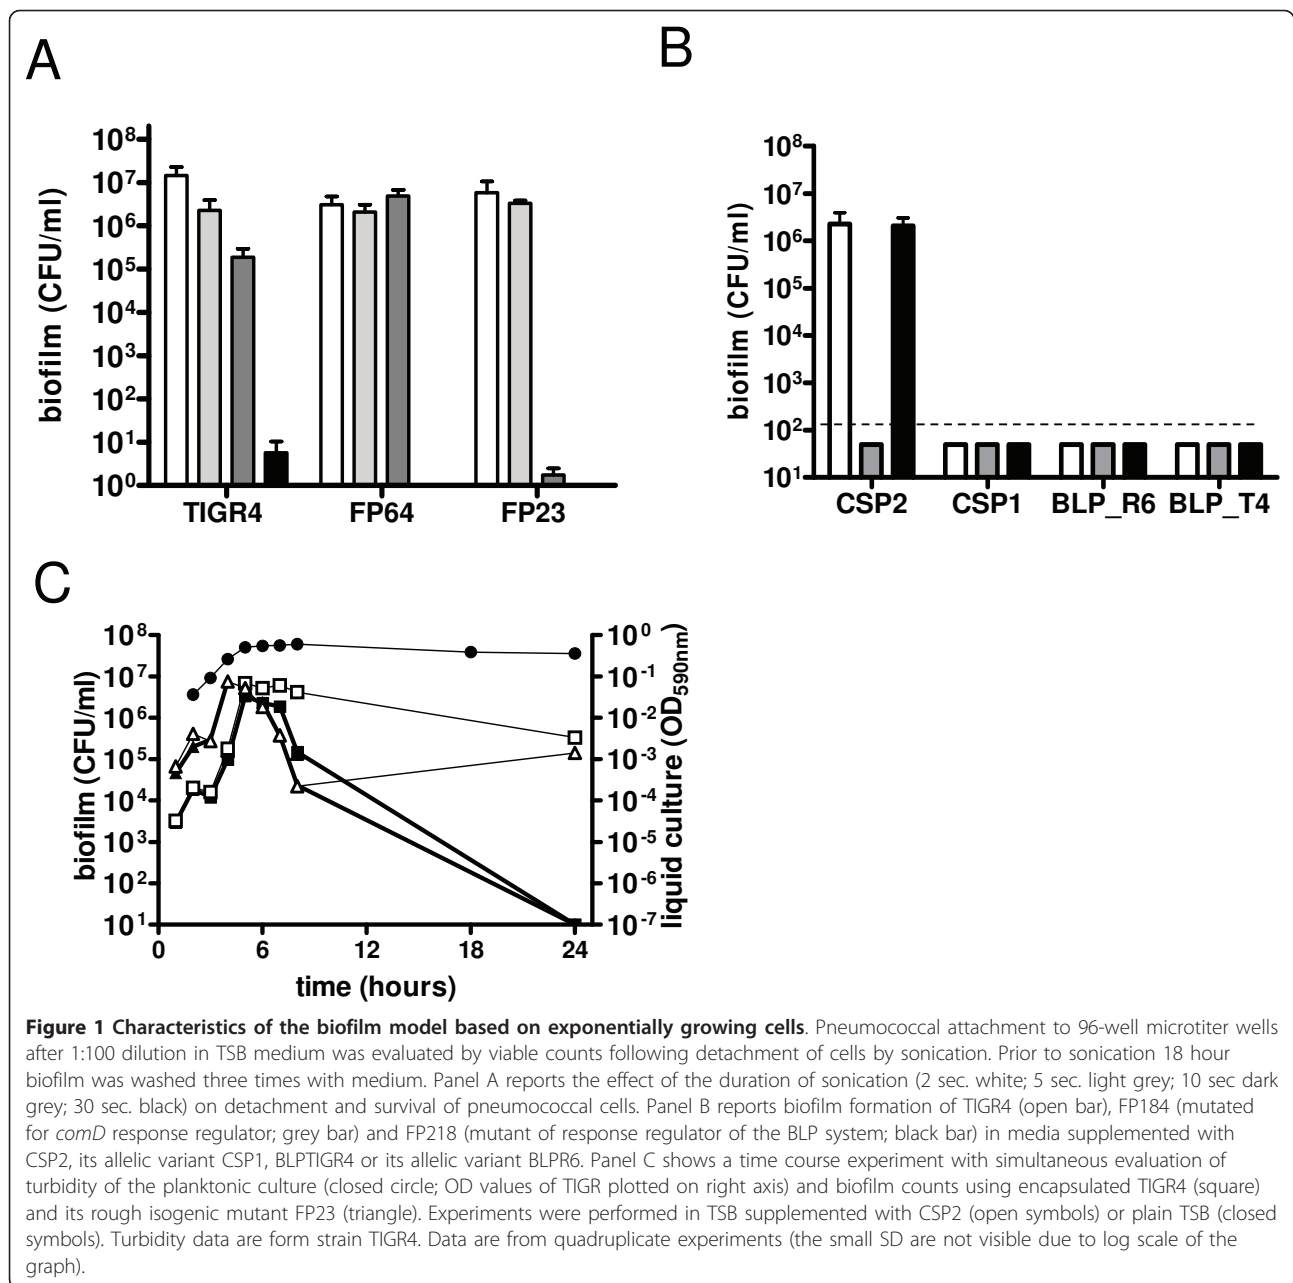 A
B
10⁸
10⁷
10⁶
10⁵
10⁴
10³
10²
10¹
10⁰
biofilm (CFU/ml)
TIGR4 FP64 FP23
10⁸
10⁷
10⁶
10⁵
10⁴
10³
10²
10¹
biofilm (CFU/ml)
CSP2 CSP1 BLP_R6 BLP_T4
C
10⁸
10⁷
10⁶
10⁵
10⁴
10³
10²
10¹
biofilm (CFU/ml)
10⁰
10⁻¹
10⁻²
10⁻³
10⁻⁴
10⁻⁵
10⁻⁶
10⁻⁷
liquid culture (OD₅₉₀ₙₘ)
0 6 12 18 24
time (hours)
Figure 1 Characteristics of the biofilm model based on exponentially growing cells. Pneumococcal attachment to 96-well microtiter wells
after 1:100 dilution in TSB medium was evaluated by viable counts following detachment of cells by sonication. Prior to sonication 18 hour
biofilm was washed three times with medium. Panel A reports the effect of the duration of sonication (2 sec. white; 5 sec. light grey; 10 sec dark
grey; 30 sec. black) on detachment and survival of pneumococcal cells. Panel B reports biofilm formation of TIGR4 (open bar), FP184 (mutated
for comD response regulator; grey bar) and FP218 (mutant of response regulator of the BLP system; black bar) in media supplemented with
CSP2, its allelic variant CSP1, BLPTIGR4 or its allelic variant BLPR6. Panel C shows a time course experiment with simultaneous evaluation of
turbidity of the planktonic culture (closed circle; OD values of TIGR plotted on right axis) and biofilm counts using encapsulated TIGR4 (square)
and its rough isogenic mutant FP23 (triangle). Experiments were performed in TSB supplemented with CSP2 (open symbols) or plain TSB (closed
symbols). Turbidity data are form strain TIGR4. Data are from quadruplicate experiments (the small SD are not visible due to log scale of the
graph).